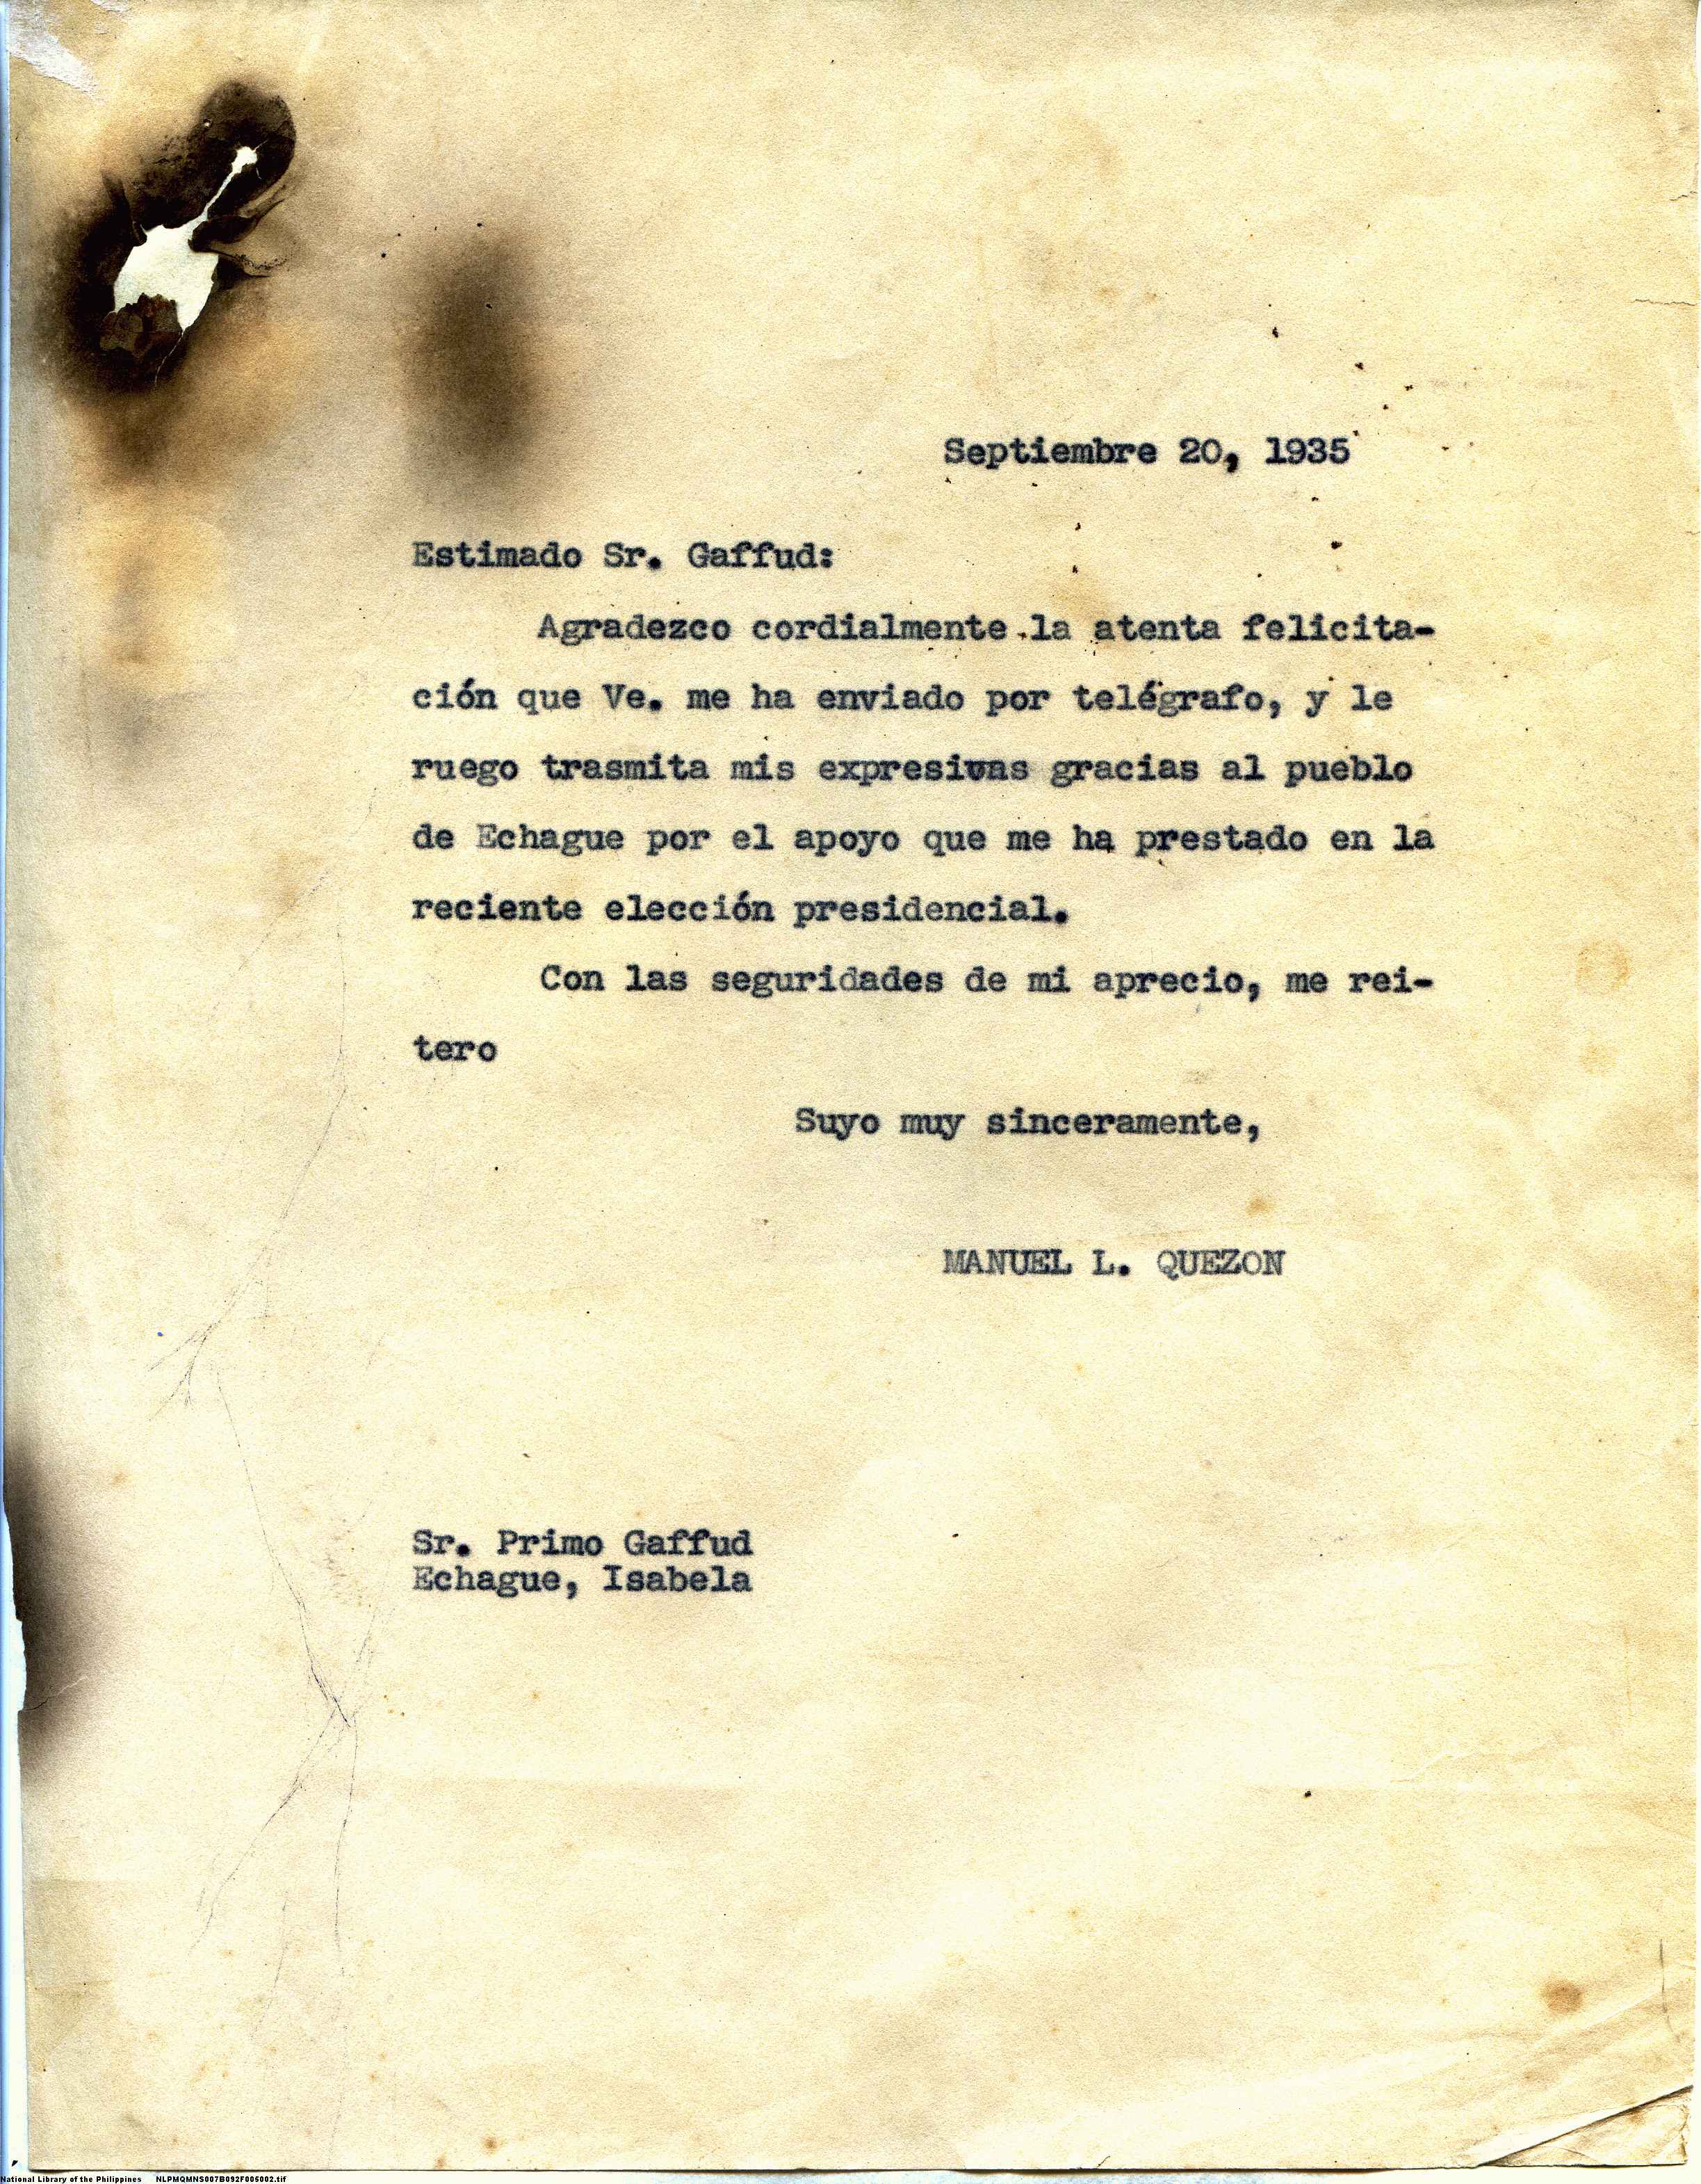 Septiembre 20, 1935
Estimado Sr. Gaffud:
Agradezco cordialmente la atenta felicita-
ción que Ve. me ha enviado por telégrafo, y le
ruego trasmita mis expresivas gracias al pueblo
de Echague por el apoyo que me ha prestado en la
reciente elección presidencial.
Con las seguridades de mi aprecio, me rei-
tero
Suyo muy sinceramente,
MANUEL L. QUEZON
Sr. Primo Gaffud
Echague, Isabela
National Library of the Philippines NLPMQMNS007B092F005002.tif